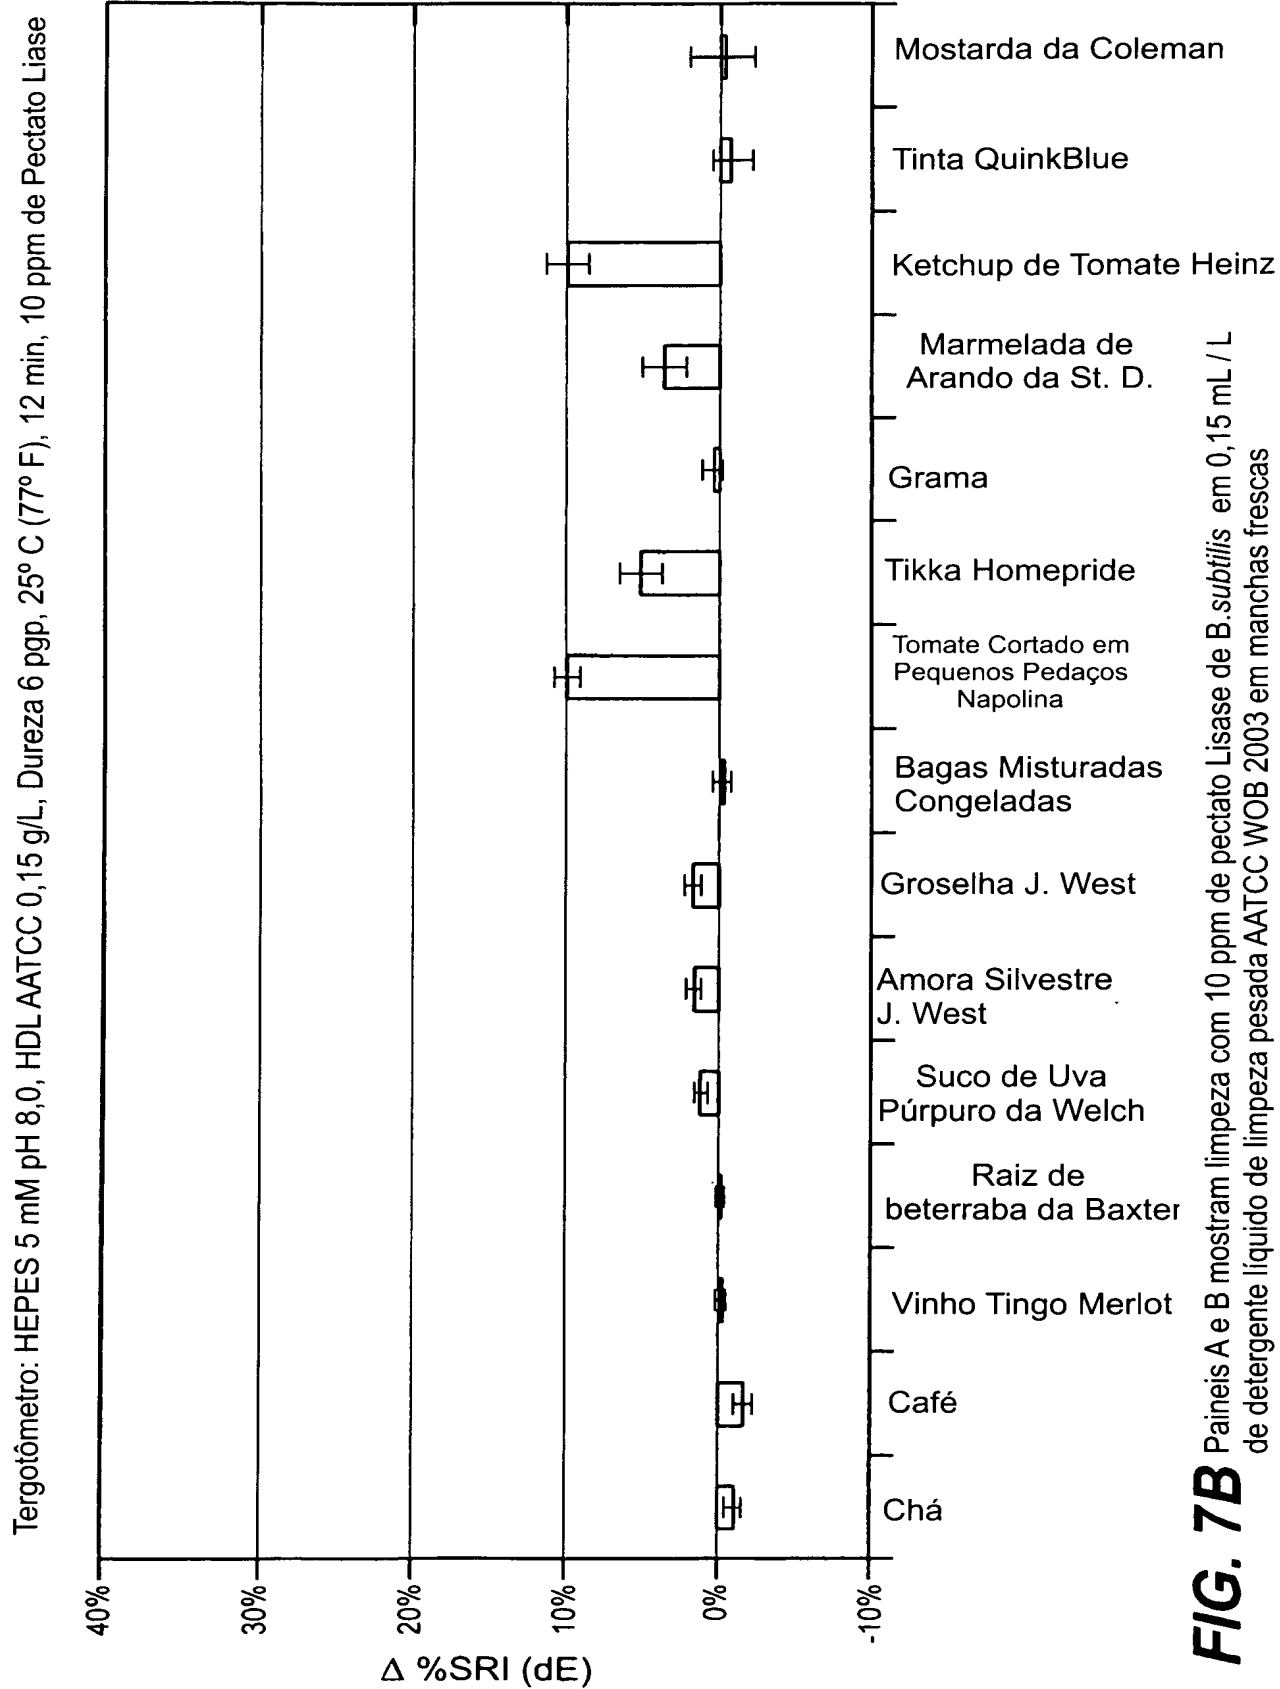 Tergotômetro: HEPES 5 mM pH 8,0, HDL AATCC 0,15 g/L, Dureza 6 pgp, 25º C (77º F), 12 min, 10 ppm de Pectato Liase
40%
30%
20%
10%
0%
-10%
Δ %SRI (dE)
Mostarda da Coleman
Tinta QuinkBlue
Ketchup de Tomate Heinz
Marmelada de
Arando da St. D.
Grama
Tikka Homepride
Tomate Cortado em
Pequenos Pedaços
Napolina
Bagas Misturadas
Congeladas
Groselha J. West
Amora Silvestre
J. West
Suco de Uva
Púrpuro da Welch
Raiz de
beterraba da Baxter
Vinho Tingo Merlot
Café
Chá
FIG. 7B Paineis A e B mostram limpeza com 10 ppm de pectato Lisase de B.subtilis em 0,15 mL / L
de detergente líquido de limpeza pesada AATCC WOB 2003 em manchas frescas